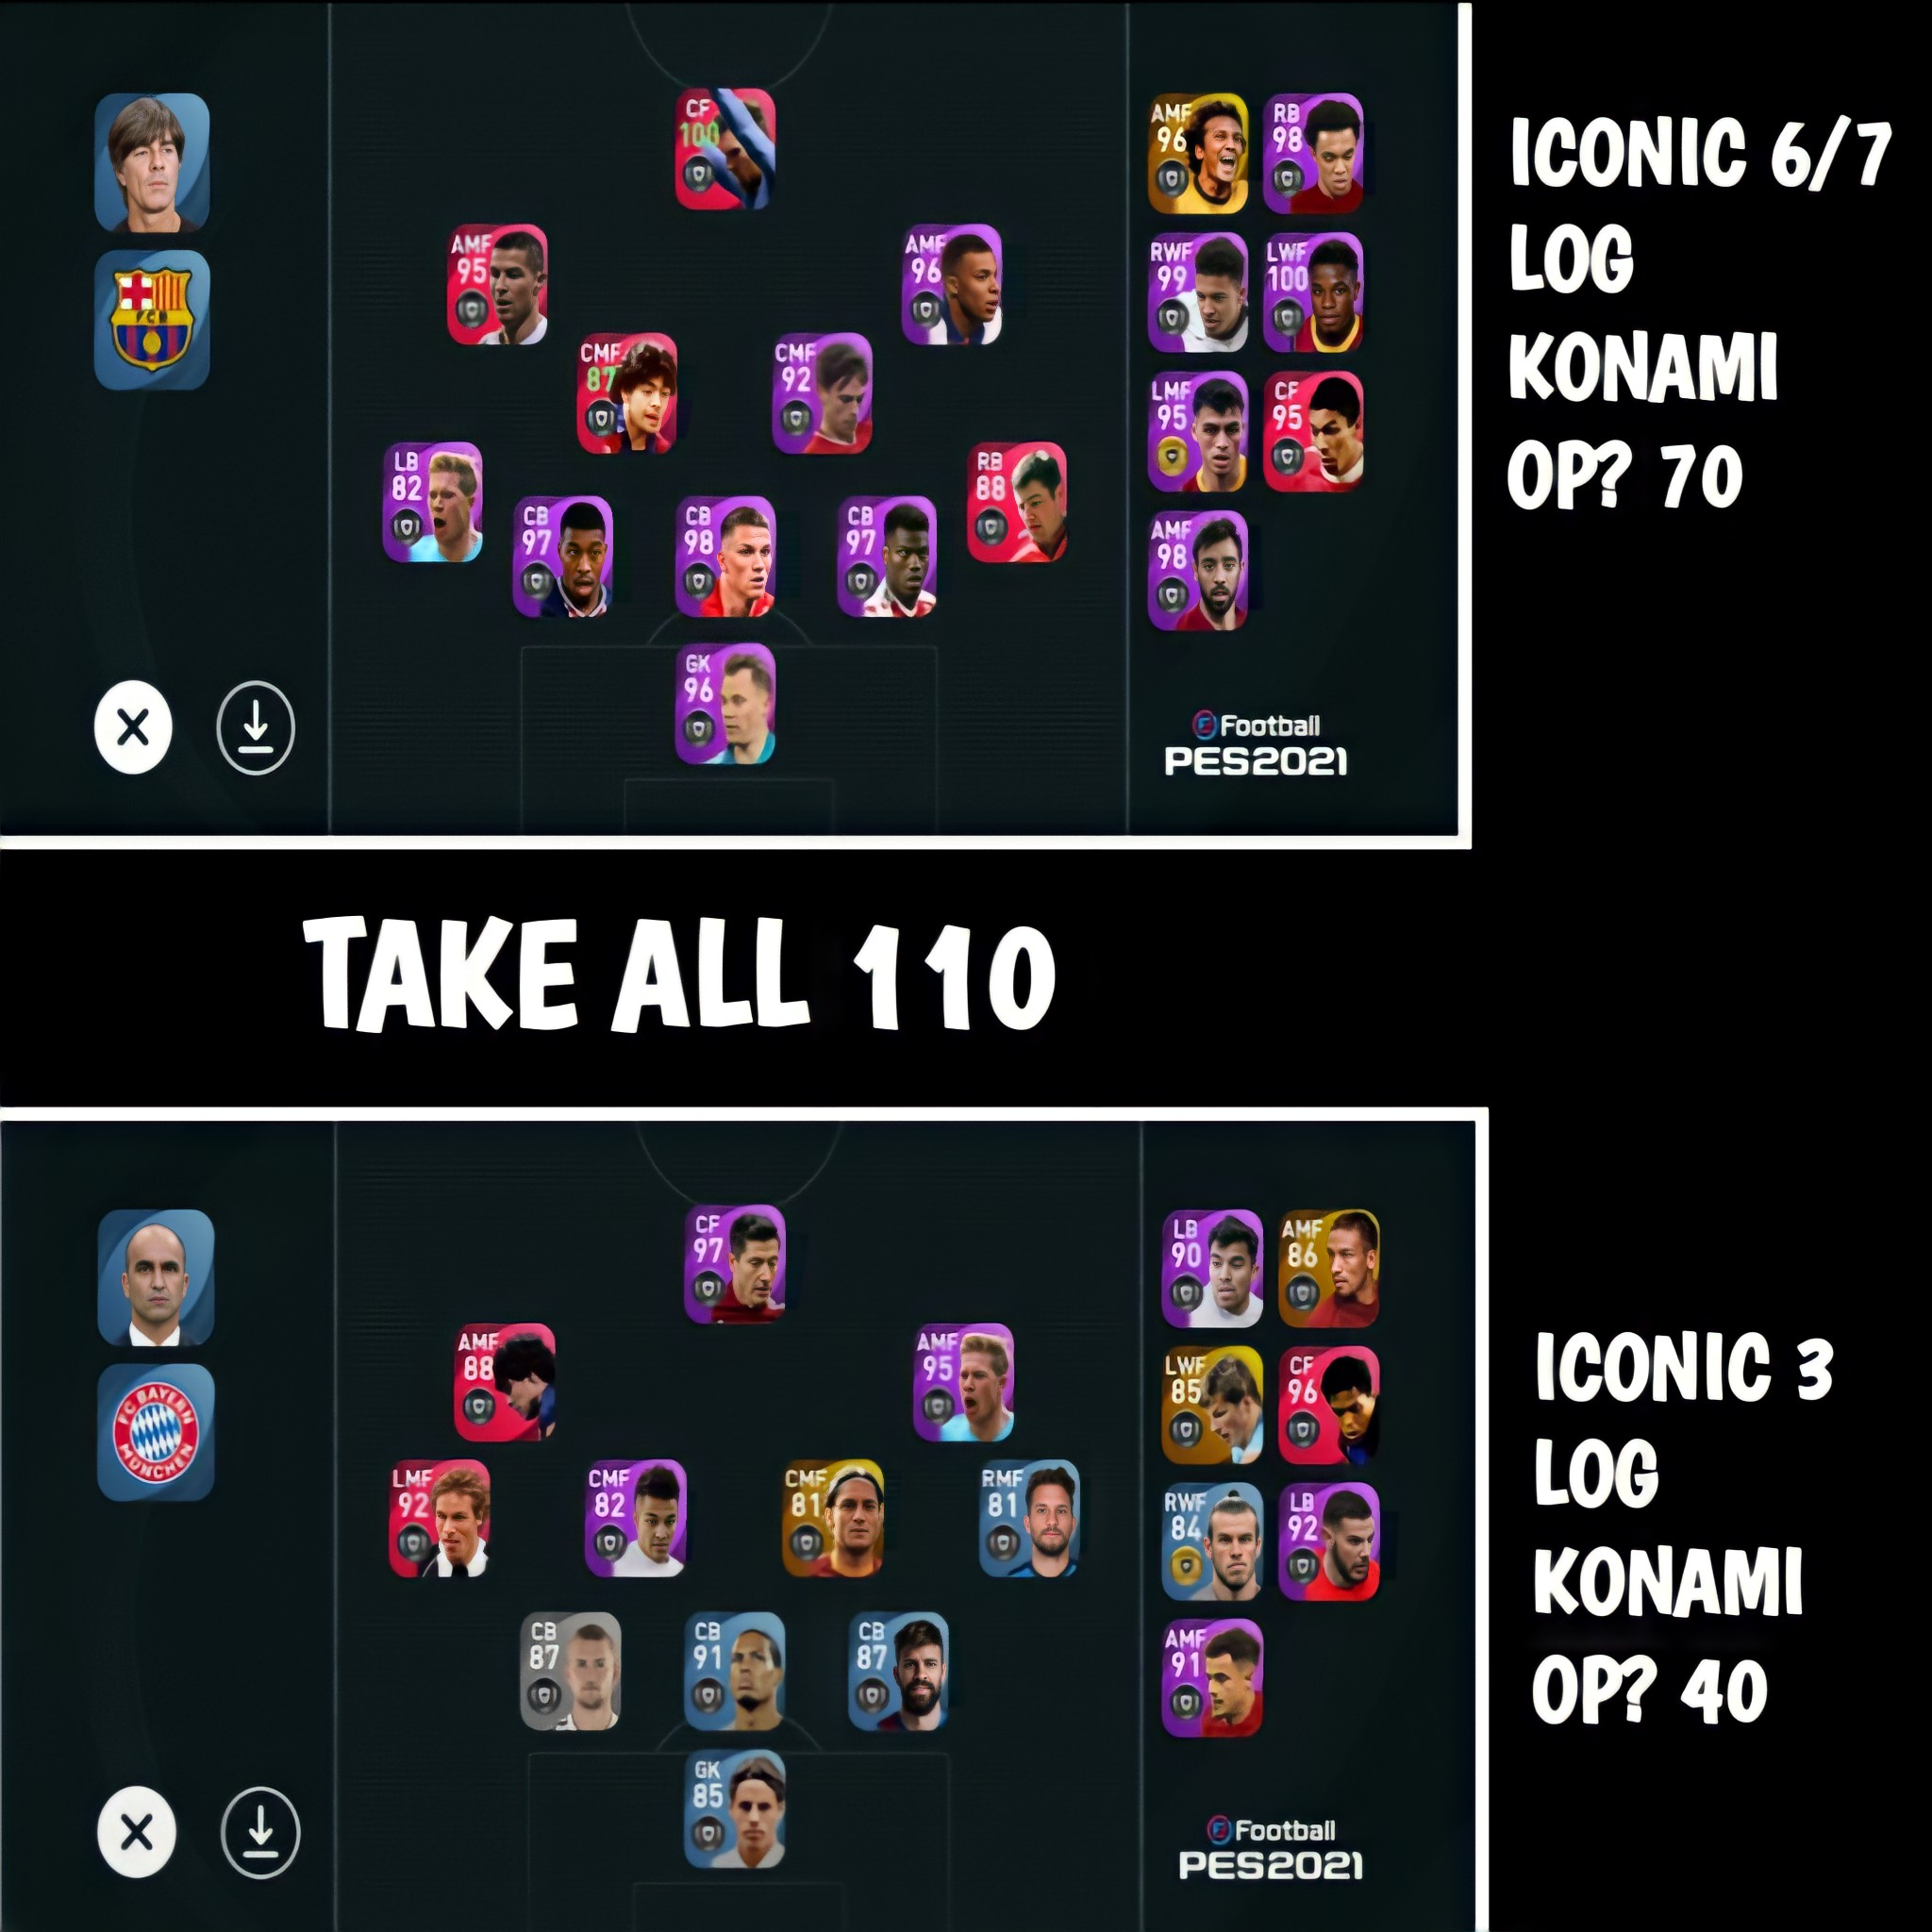 CF
100
AMF
95
AMF
96
CMF
87
CMF
92
LB
82
CB
97
CB
98
CB
97
RB
88
GK
96
AMF
96
RB
98
RWF
99
LWF
100
LMF
95
CF
95
AMF
98
FCB
eFootball
PES2021
ICONIC 6/7
LOG
KONAMI
OP? 70
TAKE ALL 110
CF
97
AMF
88
AMF
95
LMF
92
CMF
82
CMF
81
RMF
81
CB
87
CB
91
CB
87
GK
85
LB
90
AMF
86
LWF
85
CF
96
RWF
84
LB
92
AMF
91
FC BAYERN
MÜNCHEN
eFootball
PES2021
ICONIC 3
LOG
KONAMI
OP? 40